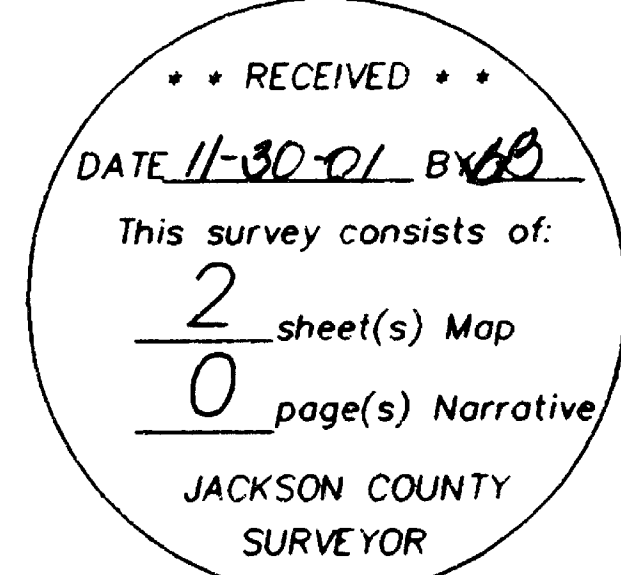 * * RECEIVED * *
DATE 11-30-01 BY
This survey consists of:
2 sheet(s) Map
0 page(s) Narrative
JACKSON COUNTY
SURVEYOR